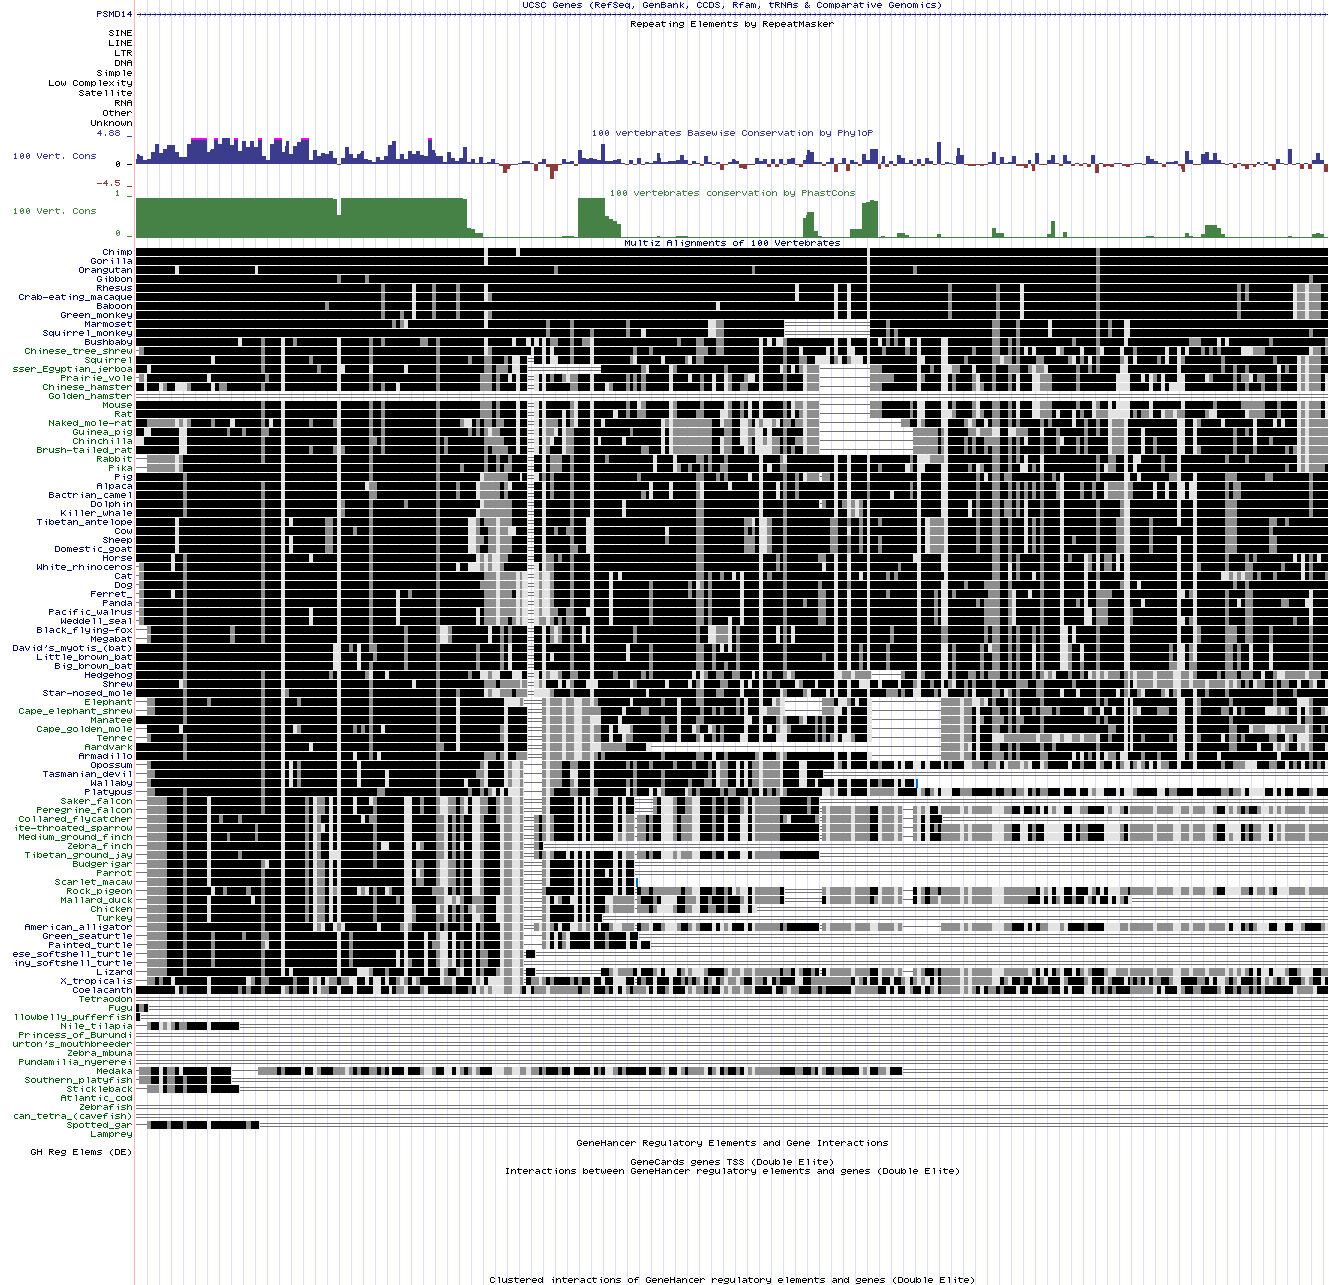 UCSC Genes (RefSeq, GenBank, CCDS, Rfam, tRNAs & Comparative Genomics)
PSMD14
Repeating Elements by RepeatMasker
SINE
LINE
LTR
DNA
Simple
Low Complexity
Satellite
RNA
Other
Unknown
4.88 _
100 vertebrates Basewise Conservation by PhyloP
100 Vert. Cons
0 -
-4.5 _
1 _
100 vertebrates conservation by PhastCons
100 Vert. Cons
0 _
Multiz Alignments of 100 Vertebrates
Chimp
Gorilla
Orangutan
Gibbon
Rhesus
Crab-eating_macaque
Baboon
Green_monkey
Marmoset
Squirrel_monkey
Bushbaby
Chinese_tree_shrew
Squirrel
sser_Egyptian_jerboa
Prairie_vole
Chinese_hamster
Golden_hamster
Mouse
Rat
Naked_mole-rat
Guinea_pig
Chinchilla
Brush-tailed_rat
Rabbit
Pika
Pig
Alpaca
Bactrian_camel
Dolphin
Killer_whale
Tibetan_antelope
Cow
Sheep
Domestic_goat
Horse
White_rhinoceros
Cat
Dog
Ferret_
Panda
Pacific_walrus
Weddell_seal
Black_flying-fox
Megabat
David's_myotis_(bat)
Little_brown_bat
Big_brown_bat
Hedgehog
Shrew
Star-nosed_mole
Elephant
Cape_elephant_shrew
Manatee
Cape_golden_mole
Tenrec
Aardvark
Armadillo
Opossum
Tasmanian_devil
Wallaby
Platypus
Saker_falcon
Peregrine_falcon
Collared_flycatcher
ite-throated_sparrow
Medium_ground_finch
Zebra_finch
Tibetan_ground_jay
Budgerigar
Parrot
Scarlet_macaw
Rock_pigeon
Mallard_duck
Chicken
Turkey
American_alligator
Green_seaturtle
Painted_turtle
ese_softshell_turtle
iny_softshell_turtle
Lizard
X_tropicalis
Coelacanth
Tetraodon
Fugu
llowbelly_pufferfish
Nile_tilapia
Princess_of_Burundi
urton's_mouthbreeder
Zebra_mbuna
Pundamilia_nyererei
Medaka
Southern_platyfish
Stickleback
Atlantic_cod
Zebrafish
can_tetra_(cavefish)
Spotted_gar
Lamprey
GeneHancer Regulatory Elements and Gene Interactions
GH Reg Elems (DE)
GeneCards genes TSS (Double Elite)
Interactions between GeneHancer regulatory elements and genes (Double Elite)
Clustered interactions of GeneHancer regulatory elements and genes (Double Elite)